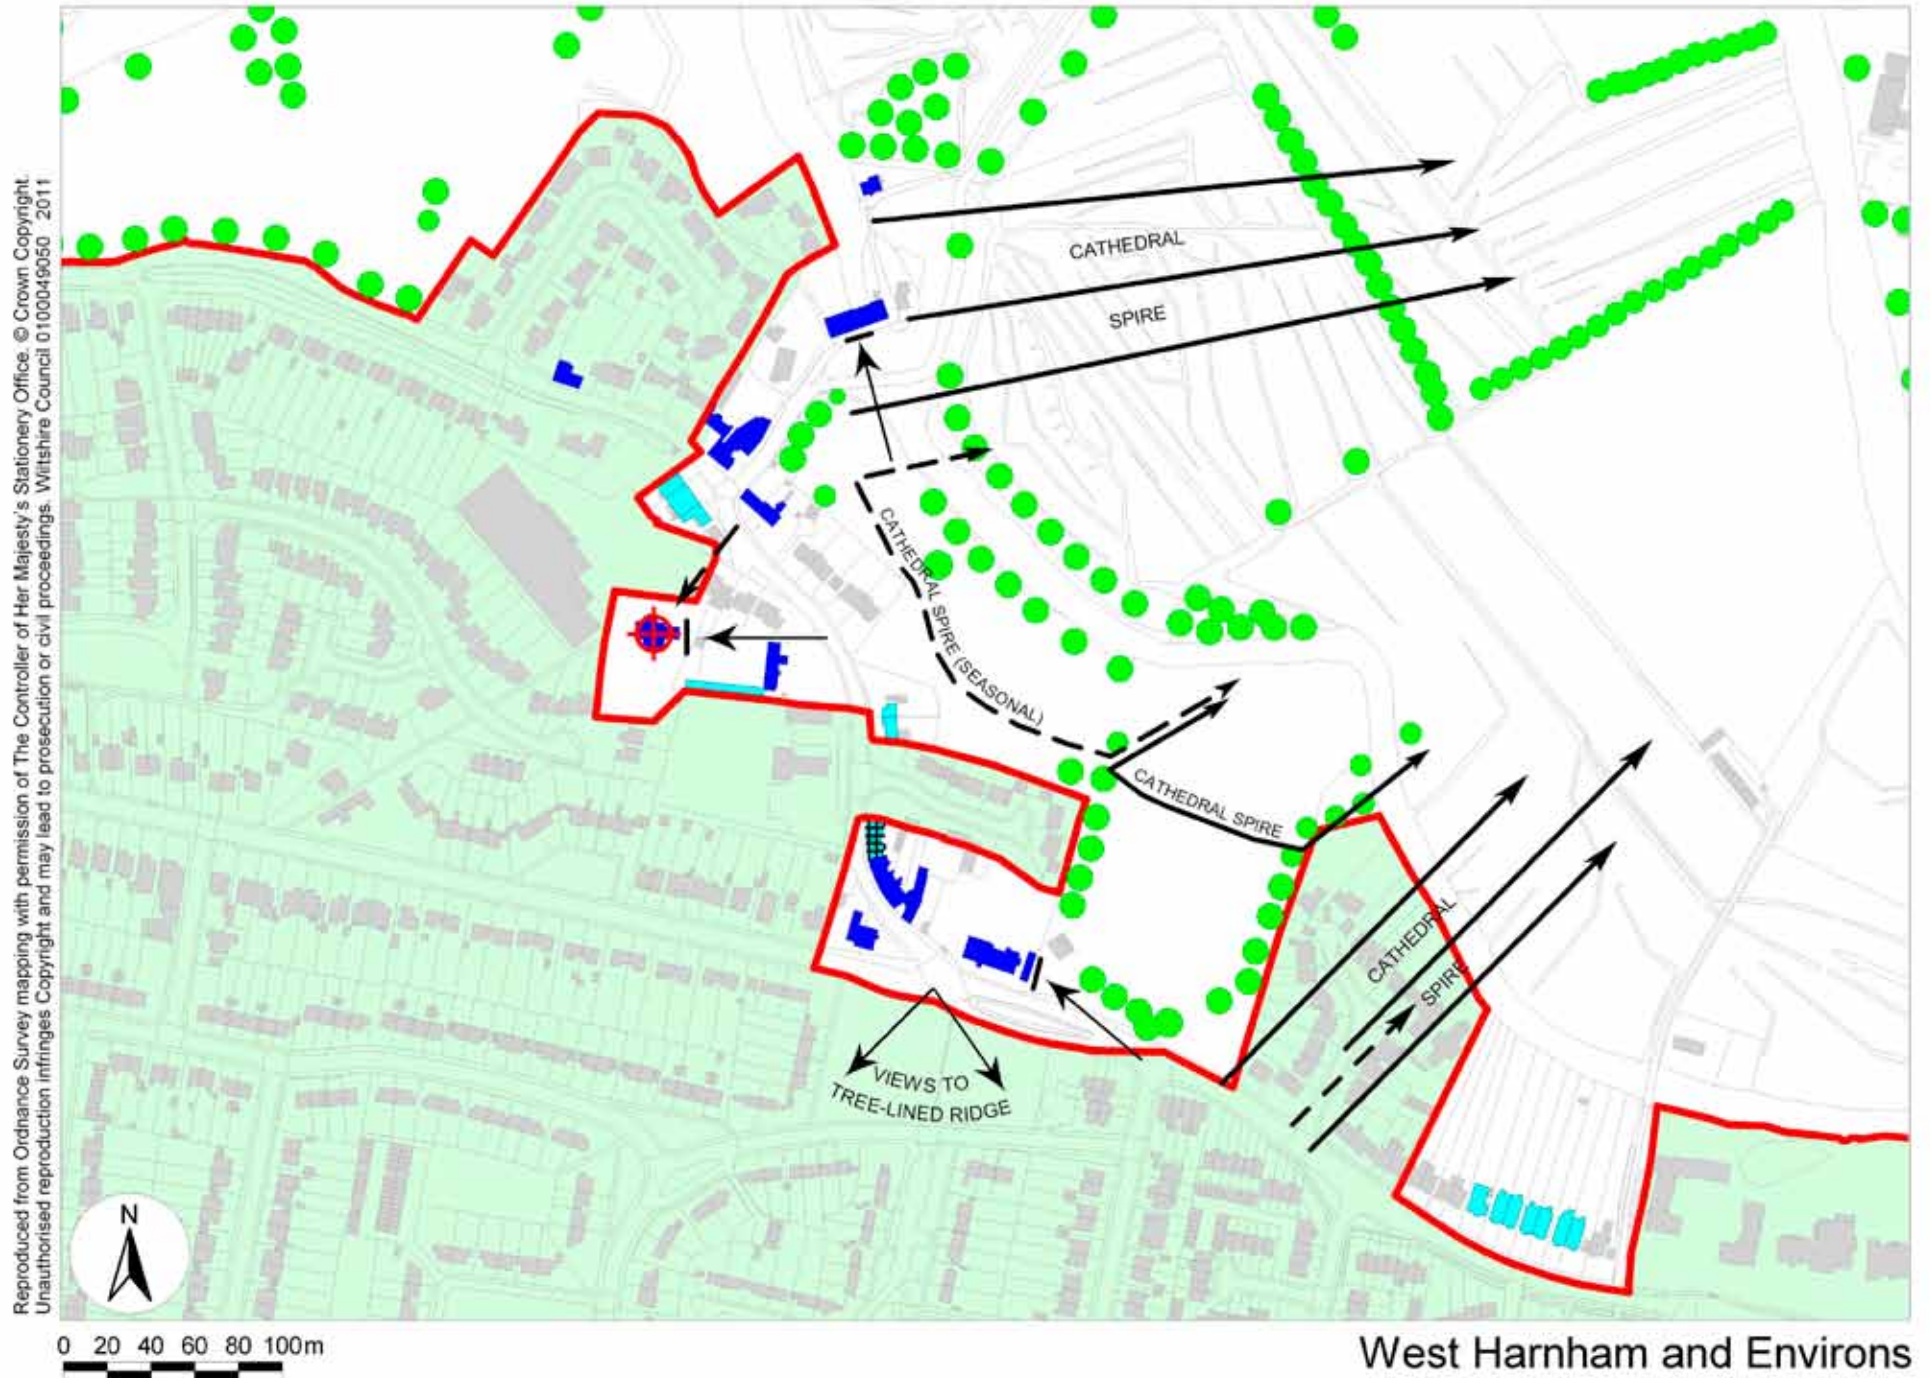 Reproduced from Ordnance Survey mapping with permission of The Controller of Her Majesty's Stationery Office. © Crown Copyright.
Unauthorised reproduction infringes Copyright and may lead to prosecution or civil proceedings. Wiltshire Council 0100049050 2011
CATHEDRAL
SPIRE
CATHEDRAL SPIRE (SEASONAL)
CATHEDRAL SPIRE
CATHEDRAL
SPIRE
VIEWS TO
TREE-LINED RIDGE
N
0 20 40 60 80 100m
West Harnham and Environs